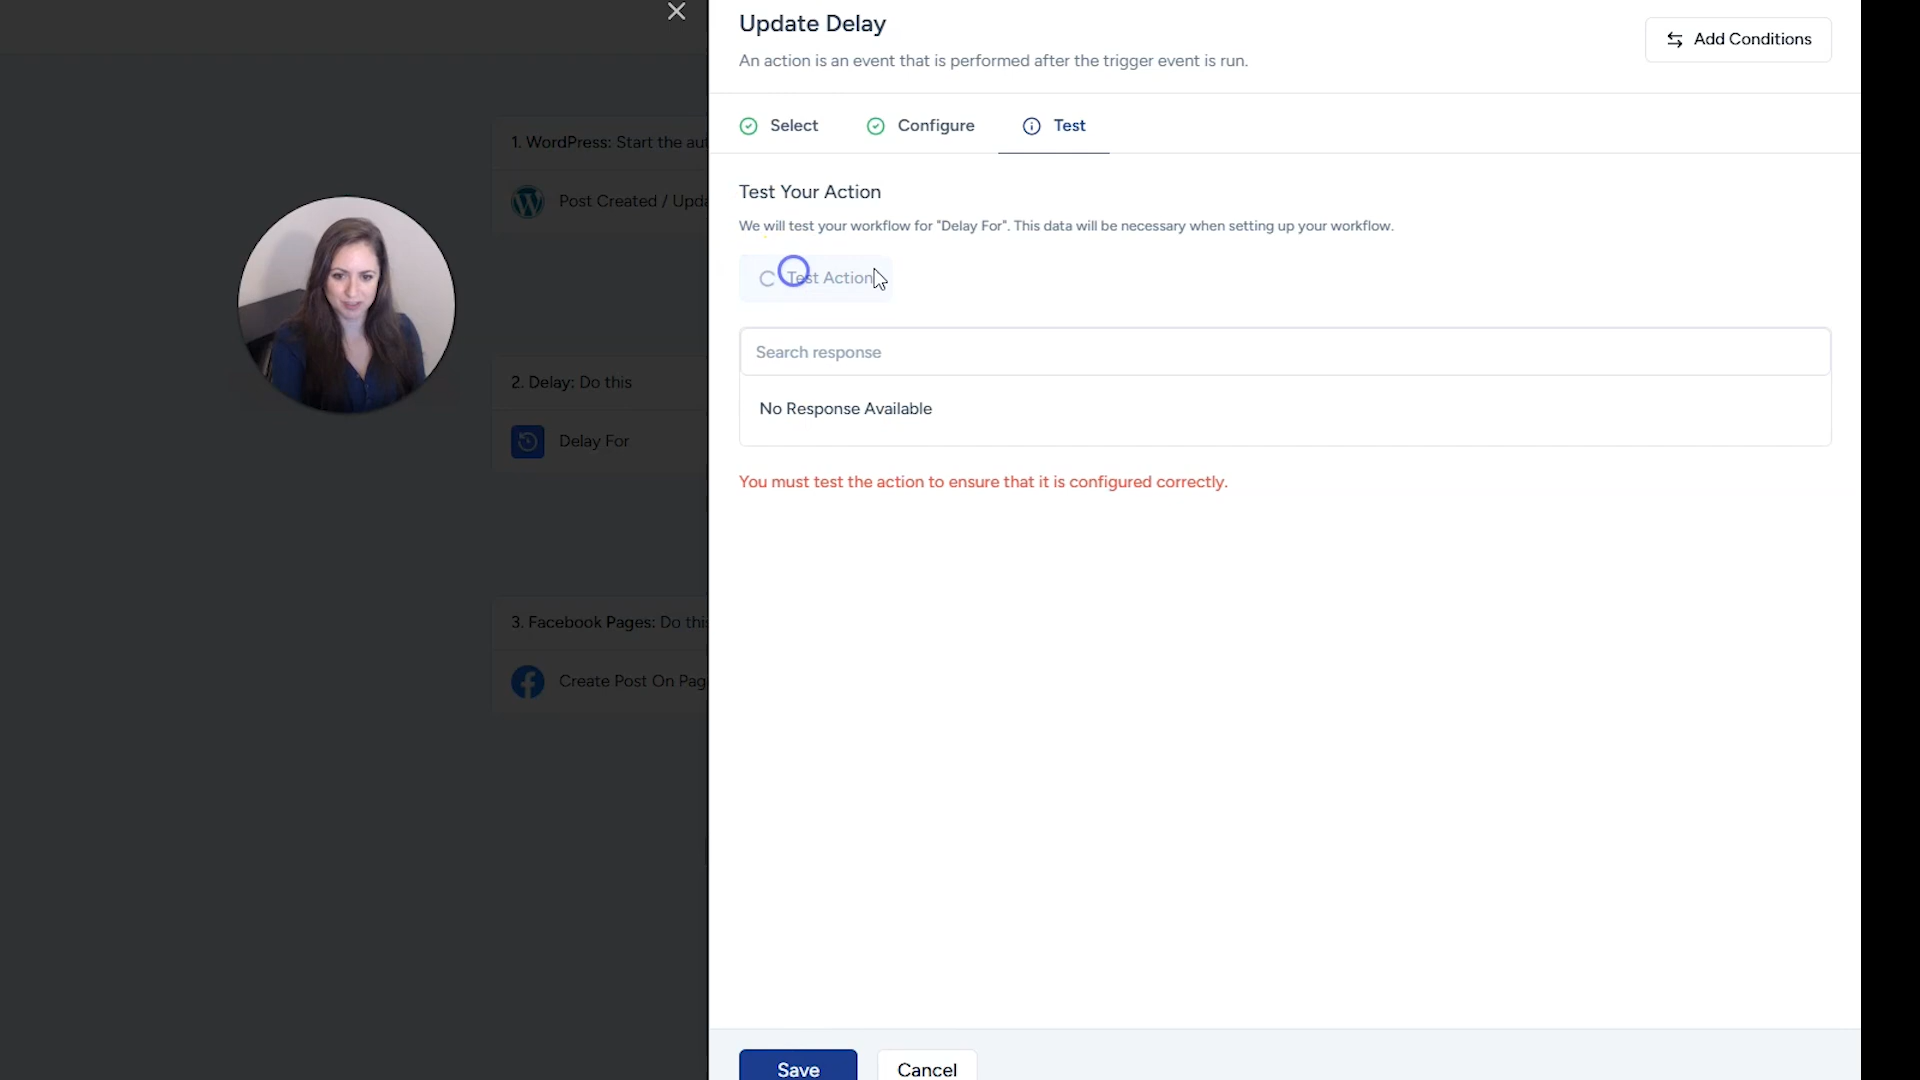 Update Delay
Add Conditions
An action is an event that is performed after the trigger event is run.
Select
Configure
Test
1. WordPress: Start the au
Post Created / Upda
Test Your Action
We will test your workflow for "Delay For". This data will be necessary when setting up your workflow.
Test Action
Search response
No Response Available
2. Delay: Do this
Delay For
You must test the action to ensure that it is configured correctly.
3. Facebook Pages: Do this
Create Post On Pag
Save
Cancel